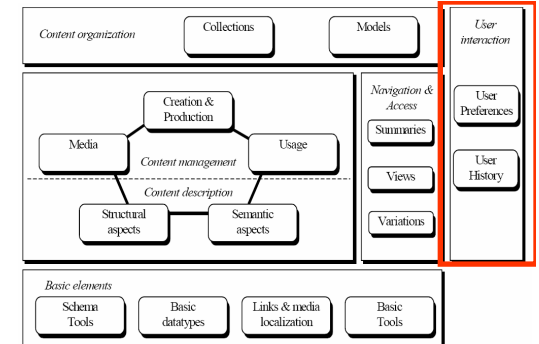 Content organization
Collections
Models
User
interaction
User
Preferences
User
History
Creation &
Production
Media
Usage
Content management
Content description
Structural
aspects
Semantic
aspects
Navigation &
Access
Summaries
Views
Variations
Basic elements
Schema
Tools
Basic
datatypes
Links & media
localization
Basic
Tools